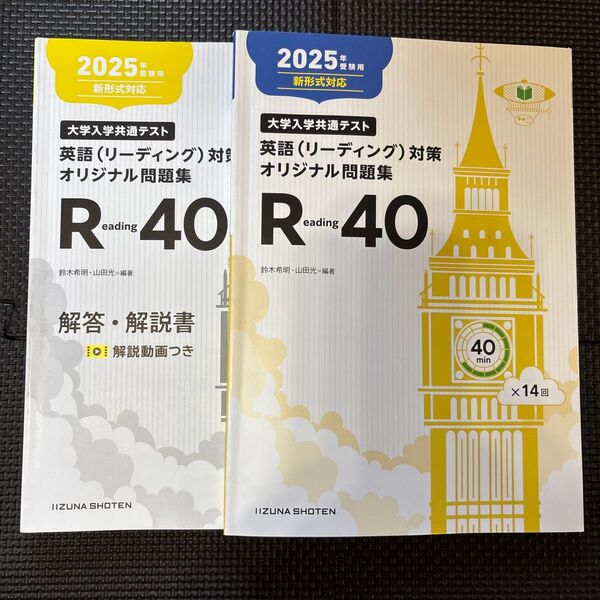 2025年受験用
新形式対応
大学入学共通テスト
英語(リーディング)対策
オリジナル問題集
Reading 40
鈴木希明・山田光=編著
解答・解説書
解説動画つき
IIZUNA SHOTEN
2025年受験用
新形式対応
大学入学共通テスト
英語(リーディング)対策
オリジナル問題集
Reading 40
鈴木希明・山田光=編著
40
min
×14回
IIZUNA SHOTEN